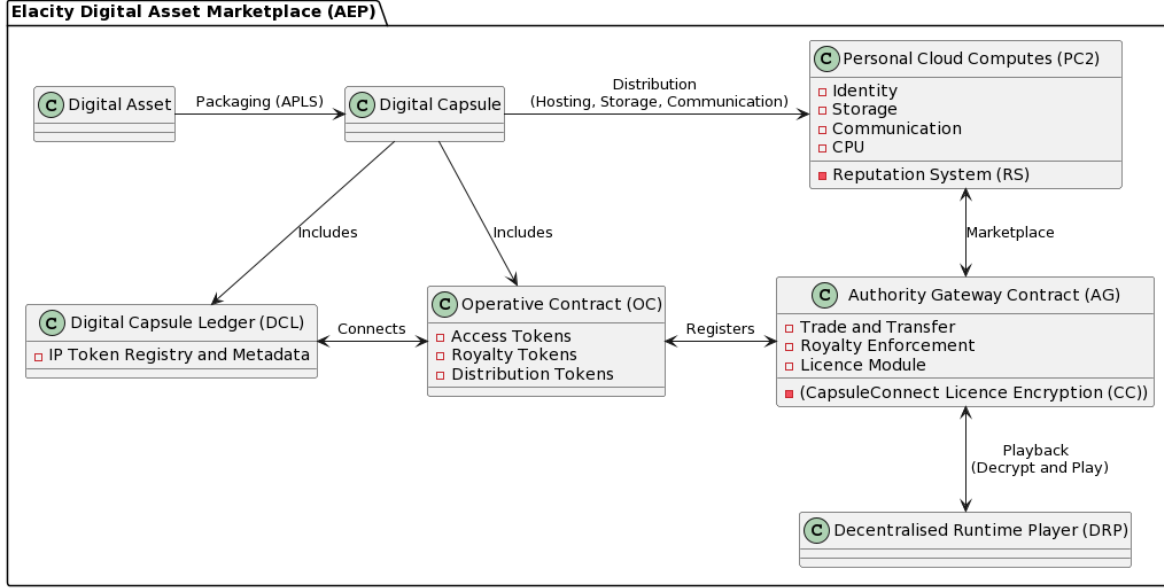 Elacity Digital Asset Marketplace (AEP)
C Digital Asset
Packaging (APLS)
C Digital Capsule
Distribution
(Hosting, Storage, Communication)
C Personal Cloud Computes (PC2)
Identity
Storage
Communication
CPU
Reputation System (RS)
Includes
Includes
Marketplace
C Digital Capsule Ledger (DCL)
IP Token Registry and Metadata
Connects
C Operative Contract (OC)
Access Tokens
Royalty Tokens
Distribution Tokens
Registers
C Authority Gateway Contract (AG)
Trade and Transfer
Royalty Enforcement
Licence Module
(CapsuleConnect Licence Encryption (CC))
Playback
(Decrypt and Play)
C Decentralised Runtime Player (DRP)